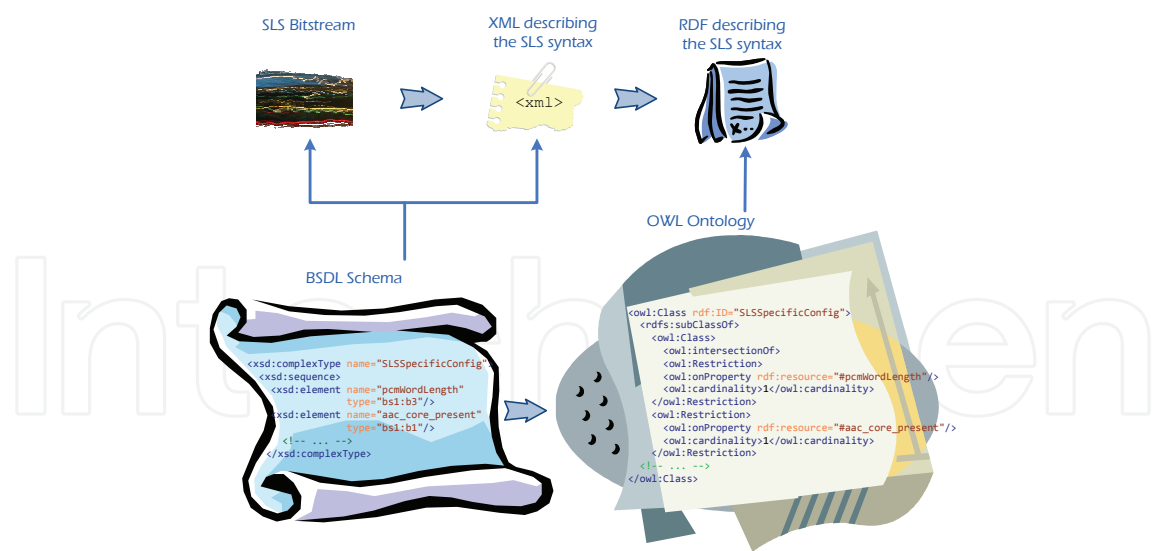 SLS Bitstream
XML describing
the SLS syntax
RDF describing
the SLS syntax
<xml>
OWL Ontology
BSDL Schema
<xsd:complexType name="SLSSpecificConfig">
<xsd:sequence>
<xsd:element name="pcmWordLength"
type="bs1:b3"/>
<xsd:element name="aac_core_present"
type="bs1:b1"/>
<!-- ... -->
</xsd:complexType>
<owl:Class rdf:ID="SLSSpecificConfig">
<rdfs:subClassOf>
<owl:Class>
<owl:intersectionOf>
<owl:Restriction>
<owl:onProperty rdf:resource="#pcmWordLength"/>
<owl:cardinality>1</owl:cardinality>
</owl:Restriction>
<owl:Restriction>
<owl:onProperty rdf:resource="#aac_core_present"/>
<owl:cardinality>1</owl:cardinality>
</owl:Restriction>
<!-- ... -->
</owl:Class>